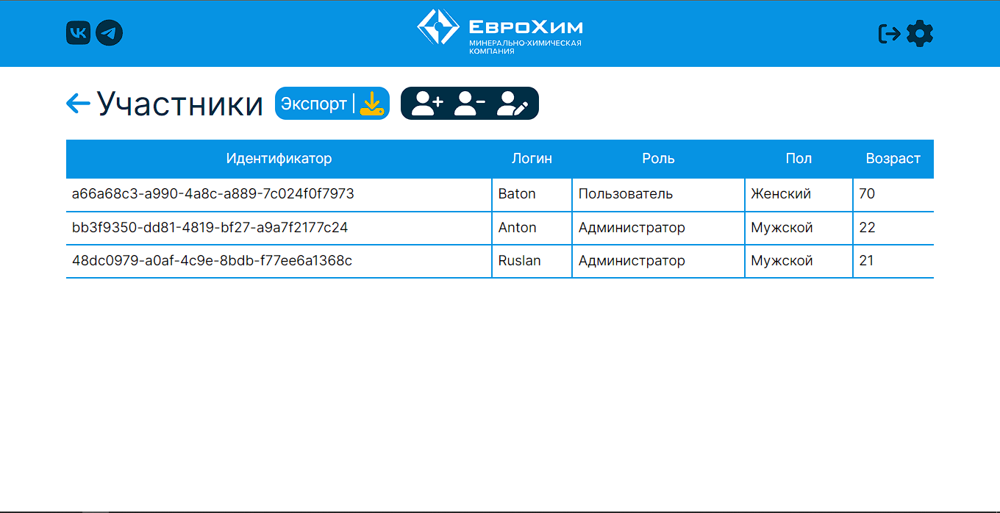 ЕвроХим
МИНЕРАЛЬНО-ХИМИЧЕСКАЯ
КОМПАНИЯ
Участники Экспорт
Идентификатор Логин Роль Пол Возраст
a66a68c3-a990-4a8c-a889-7c024f0f7973 Baton Пользователь Женский 70
bb3f9350-dd81-4819-bf27-a9a7f2177c24 Anton Администратор Мужской 22
48dc0979-a0af-4c9e-8bdb-f77ee6a1368c Ruslan Администратор Мужской 21